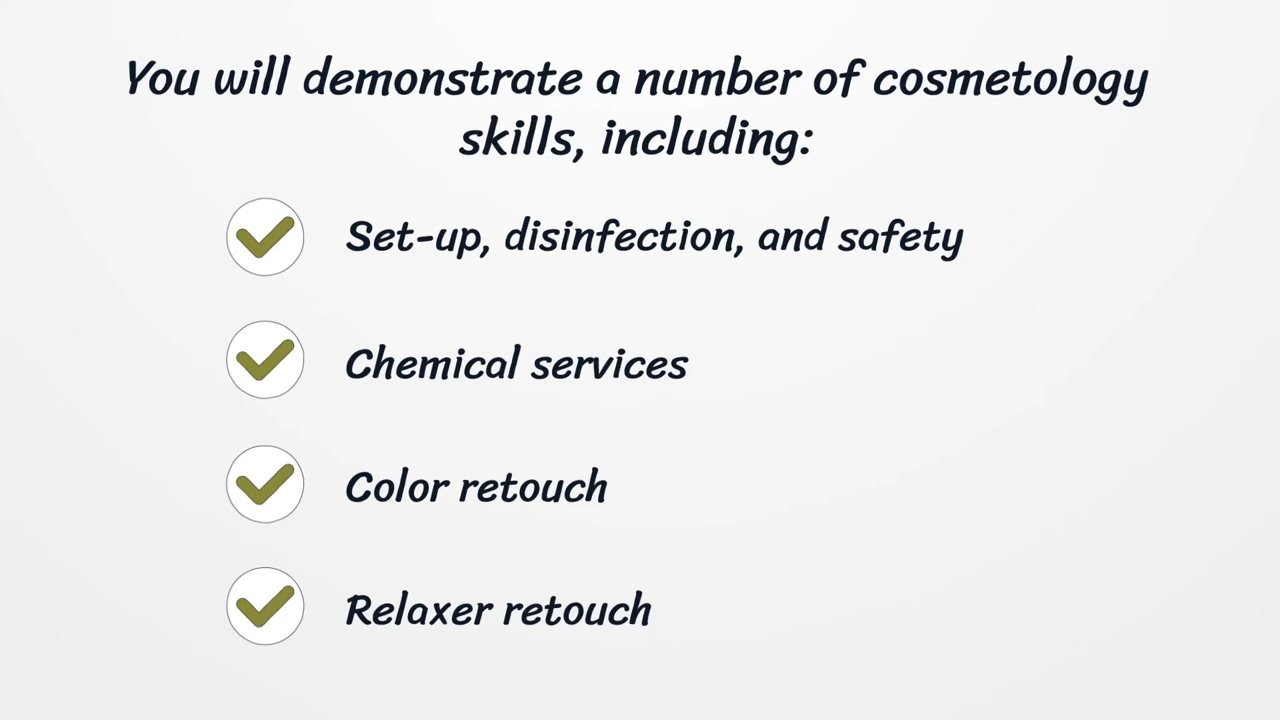 You will demonstrate a number of cosmetology
skills, including:
Set-up, disinfection, and safety
Chemical services
Color retouch
Relaxer retouch